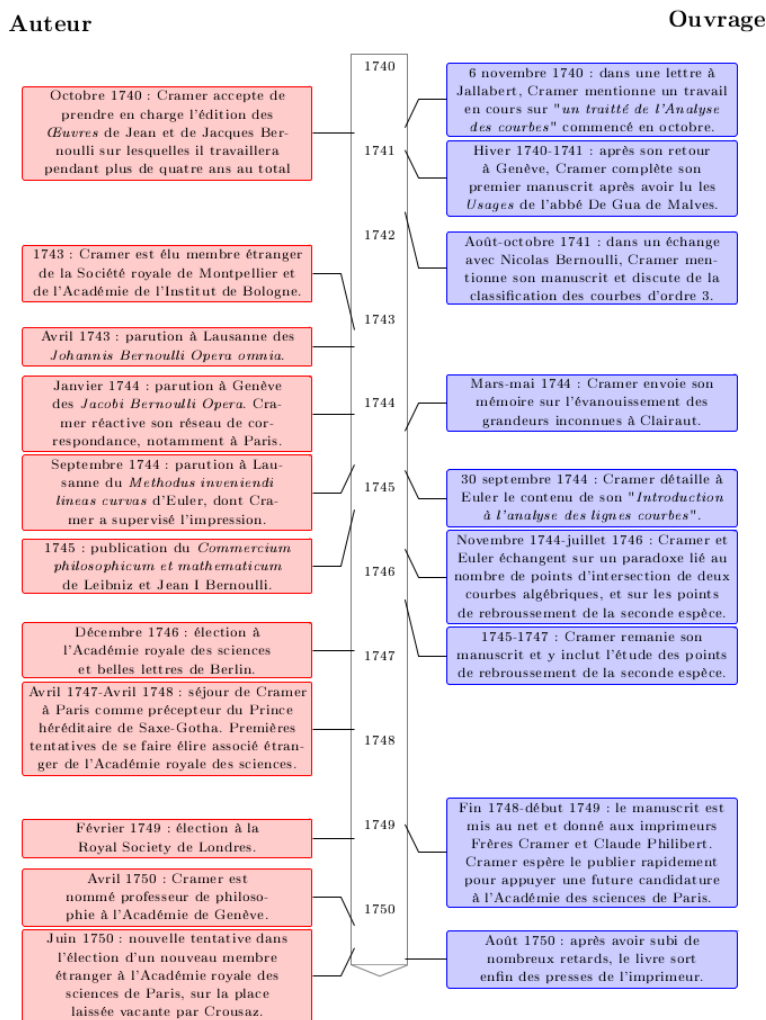 Auteur
Ouvrage
Octobre 1740 : Cramer accepte de
prendre en charge l'édition des
Œuvres de Jean et de Jacques Ber-
noulli sur lesquelles il travaillera
pendant plus de quatre ans au total
1743 : Cramer est élu membre étranger
de la Société royale de Montpellier et
de l'Académie de l'Institut de Bologne.
Avril 1743 : parution à Lausanne des
Johannis Bernoulli Opera omnia.
Janvier 1744 : parution à Genève
des Jacobi Bernoulli Opera. Cra-
mer réactive son réseau de cor-
respondance, notamment à Paris.
Septembre 1744 : parution à Lau-
sanne du Methodus inveniendi
lineas curvas d'Euler, dont Cra-
mer a supervisé l'impression.
1745 : publication du Commercium
philosophicum et mathematicum
de Leibniz et Jean I Bernoulli.
Décembre 1746 : élection à
l'Académie royale des sciences
et belles lettres de Berlin.
Avril 1747-Avril 1748 : séjour de Cramer
à Paris comme précepteur du Prince
héréditaire de Saxe-Gotha. Premières
tentatives de se faire élire associé étran-
ger de l'Académie royale des sciences.
Février 1749 : élection à la
Royal Society de Londres.
Avril 1750 : Cramer est
nommé professeur de philoso-
phie à l'Académie de Genève.
Juin 1750 : nouvelle tentative dans
l'élection d'un nouveau membre
étranger à l'Académie royale des
sciences de Paris, sur la place
laissée vacante par Crousaz.
1740
1741
1742
1743
1744
1745
1746
1747
1748
1749
1750
6 novembre 1740 : dans une lettre à
Jallabert, Cramer mentionne un travail
en cours sur "un traitté de l'Analyse
des courbes" commencé en octobre.
Hiver 1740-1741 : après son retour
à Genève, Cramer complète son
premier manuscrit après avoir lu les
Usages de l'abbé De Gua de Malves.
Août-octobre 1741 : dans un échange
avec Nicolas Bernoulli, Cramer men-
tionne son manuscrit et discute de la
classification des courbes d'ordre 3.
Mars-mai 1744 : Cramer envoie son
mémoire sur l'évanouissement des
grandeurs inconnues à Clairaut.
30 septembre 1744 : Cramer détaille à
Euler le contenu de son "Introduction
à l'analyse des lignes courbes".
Novembre 1744-juillet 1746 : Cramer et
Euler échangent sur un paradoxe lié au
nombre de points d'intersection de deux
courbes algébriques, et sur les points
de rebroussement de la seconde espèce.
1745-1747 : Cramer remanie son
manuscrit et y inclut l'étude des points
de rebroussement de la seconde espèce.
Fin 1748-début 1749 : le manuscrit est
mis au net et donné aux imprimeurs
Frères Cramer et Claude Philibert.
Cramer espère le publier rapidement
pour appuyer une future candidature
à l'Académie des sciences de Paris.
Août 1750 : après avoir subi de
nombreux retards, le livre sort
enfin des presses de l'imprimeur.